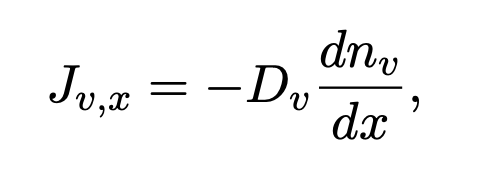 J_{v,x} = -D_v \frac{dn_v}{dx},